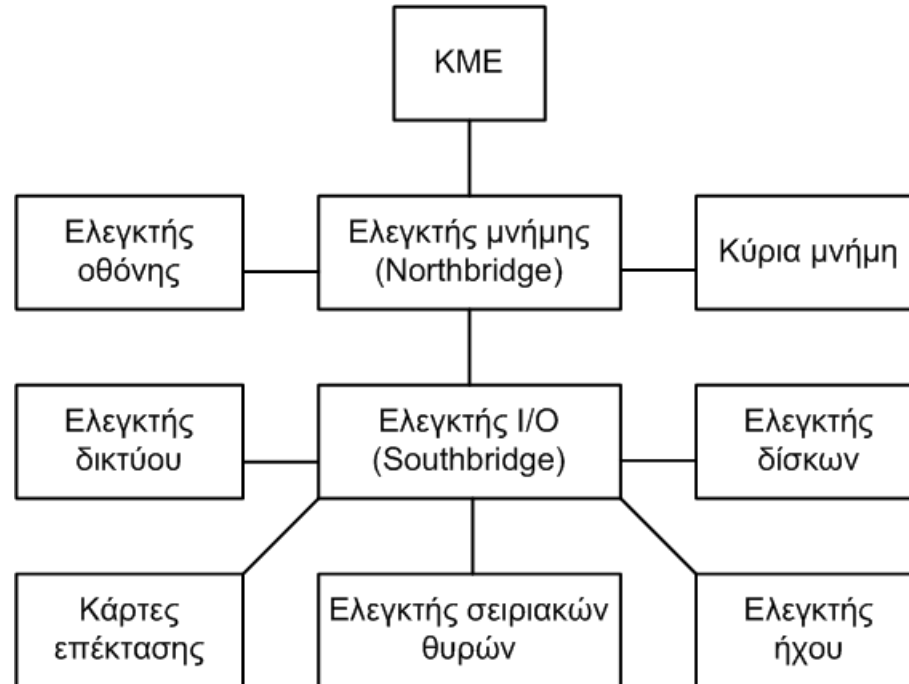 ΚΜΕ
Ελεγκτής
οθόνης
Ελεγκτής μνήμης
(Northbridge)
Κύρια μνήμη
Ελεγκτής
δικτύου
Ελεγκτής I/O
(Southbridge)
Ελεγκτής
δίσκων
Κάρτες
επέκτασης
Ελεγκτής σειριακών
θυρών
Ελεγκτής
ήχου